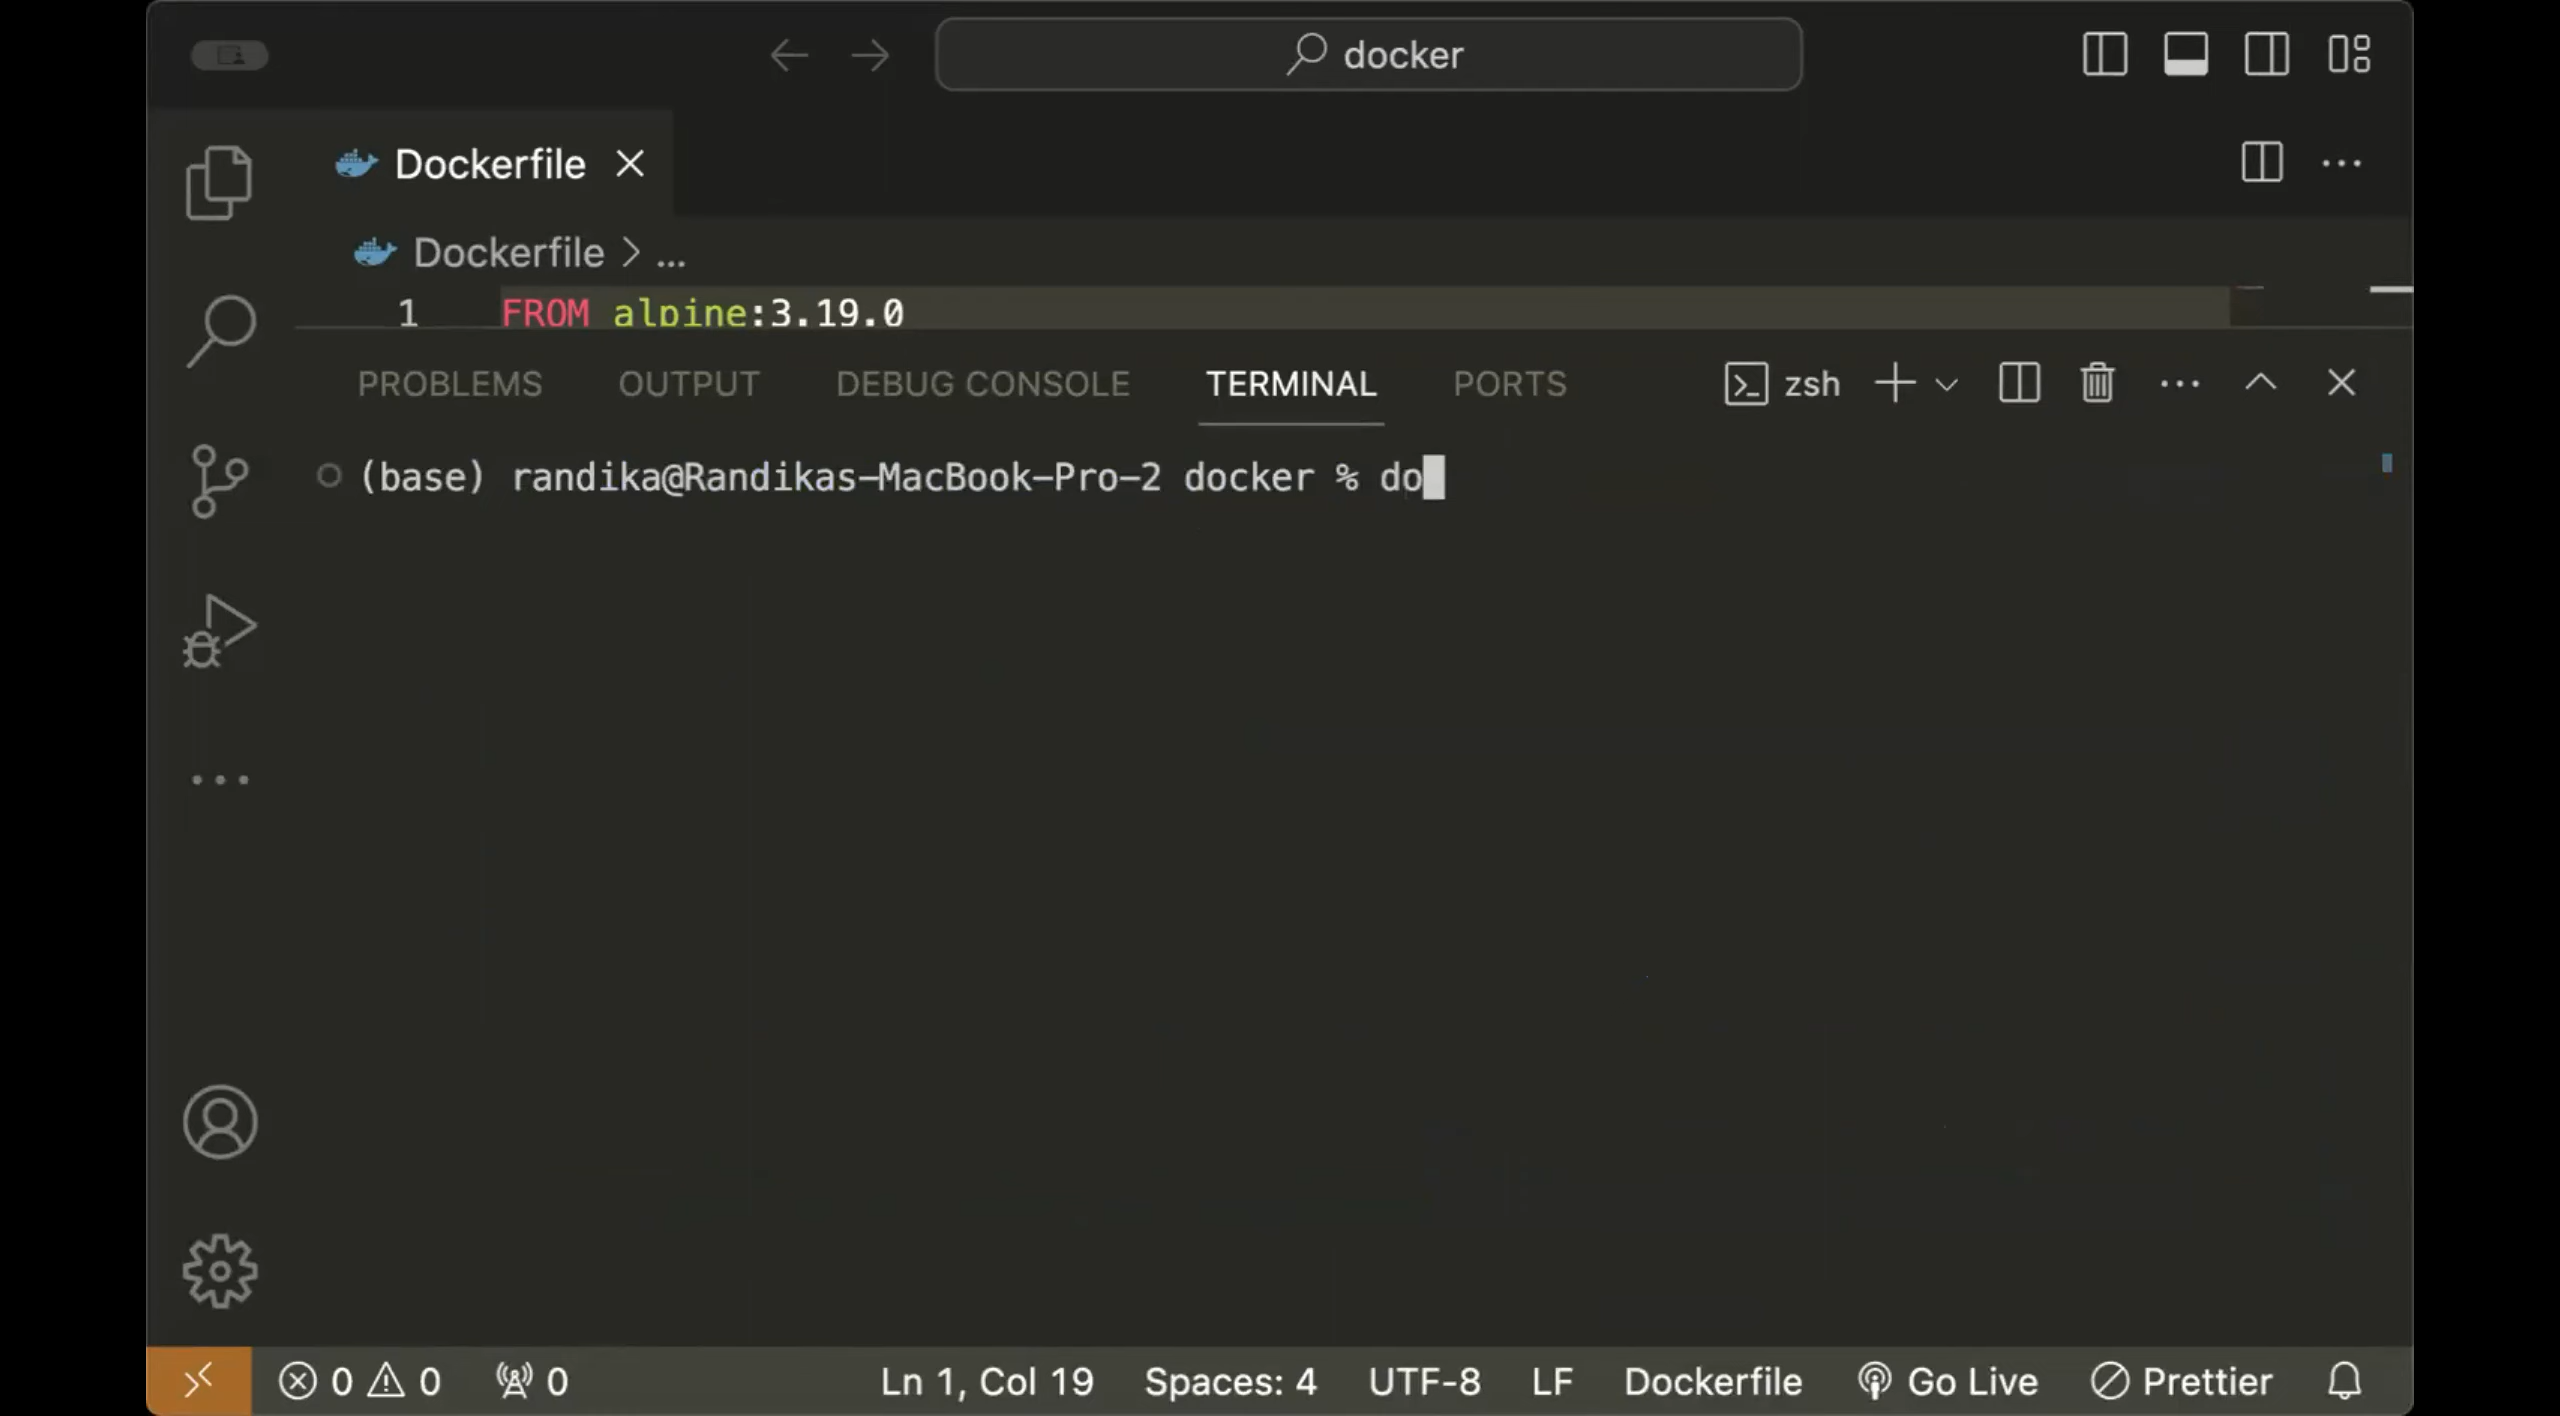 docker
Dockerfile
Dockerfile > ...
1 FROM alpine:3.19.0
PROBLEMS OUTPUT DEBUG CONSOLE TERMINAL PORTS zsh
(base) randika@Randikas-MacBook-Pro-2 docker % do
0 0 0 Ln 1, Col 19 Spaces: 4 UTF-8 LF Dockerfile Go Live Prettier